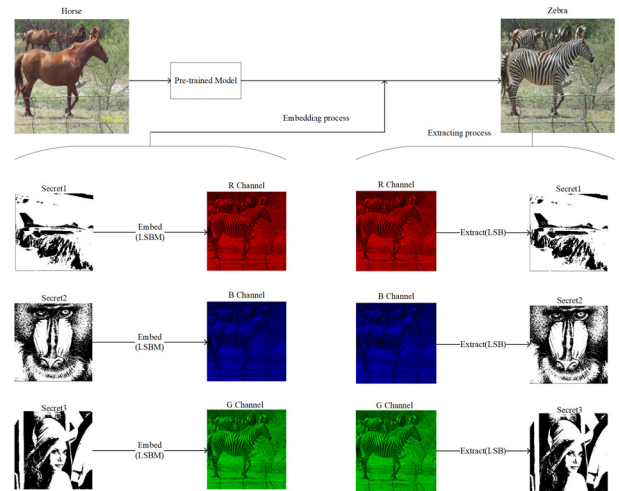 Horse
Zebra
Pre-trained Model
Embedding process
Extracting process
Secret1
R Channel
R Channel
Secret1
Embed
(LSBM)
Extract(LSB)
Secret2
B Channel
B Channel
Secret2
Embed
(LSBM)
Extract(LSB)
Secret3
G Channel
G Channel
Secret3
Embed
(LSBM)
Extract(LSB)